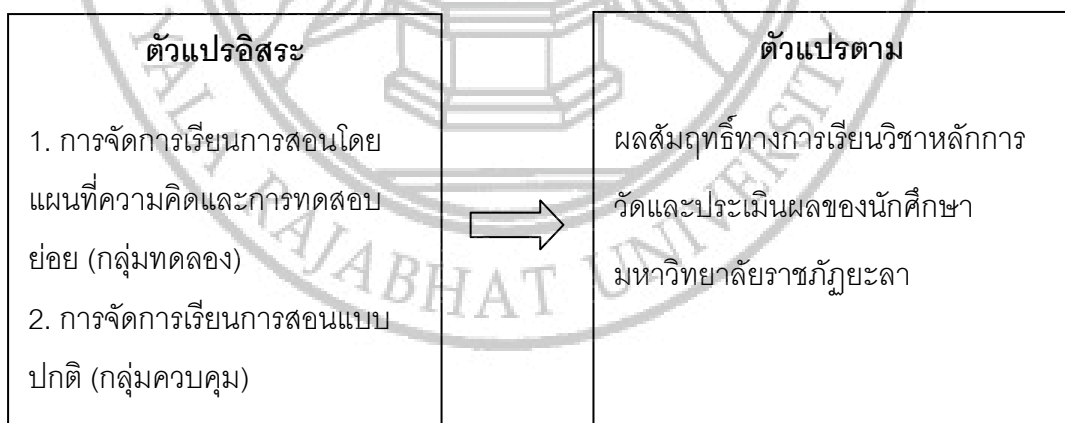 ตัวแปรอิสระ
1. การจัดการเรียนการสอนโดย
แผนที่ความคิดและการทดสอบ
ย่อย (กลุ่มทดลอง)
2. การจัดการเรียนการสอนแบบ
ปกติ (กลุ่มควบคุม)
ตัวแปรตาม
ผลสัมฤทธิ์ทางการเรียนวิชาหลักการ
วัดและประเมินผลของนักศึกษา
มหาวิทยาลัยราชภัฏยะลา
YALA RAJABHAT UNIVERSITY